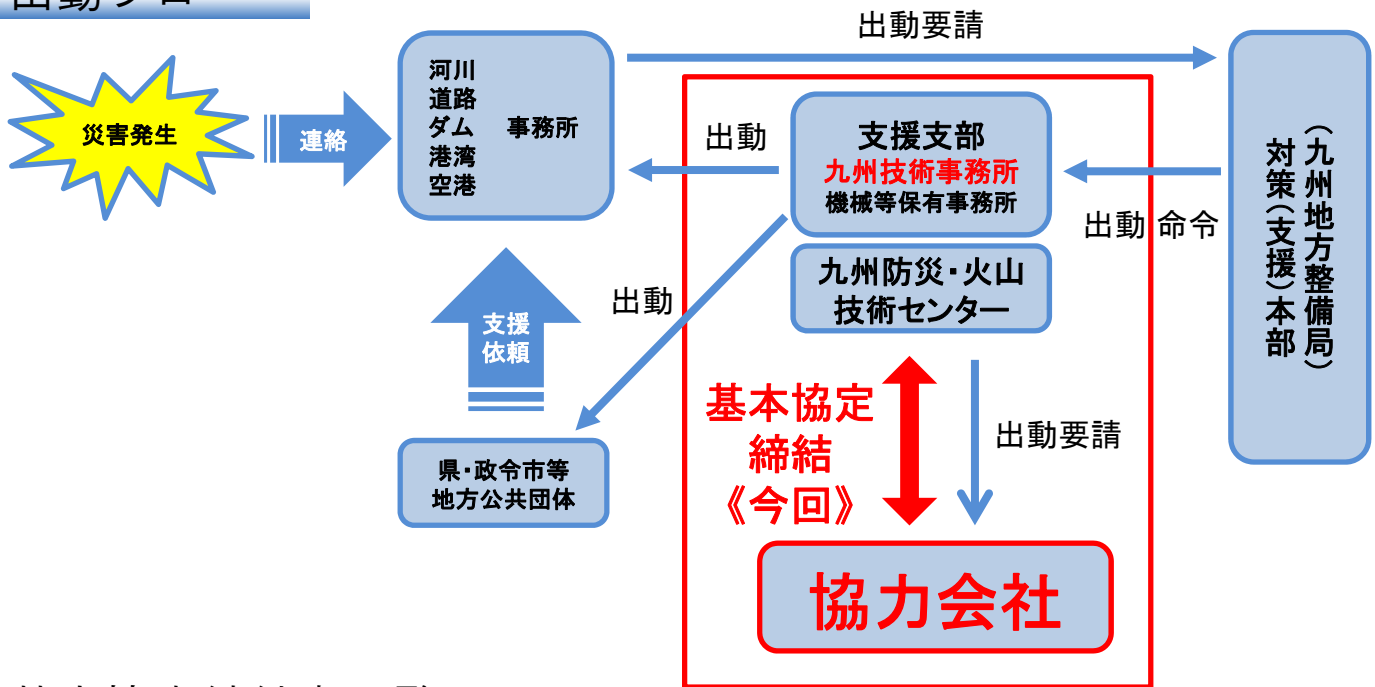 出動フロー
出動要請
災害発生
連絡
河川
道路
ダム 事務所
港湾
空港
出動
支援支部
九州技術事務所
機械等保有事務所
出動 命令
（九州地方整備局）
対策（支援）本部
九州防災・火山
技術センター
出動
支援
依頼
県・政令市等
地方公共団体
基本協定
締結
《今回》
出動要請
協力会社